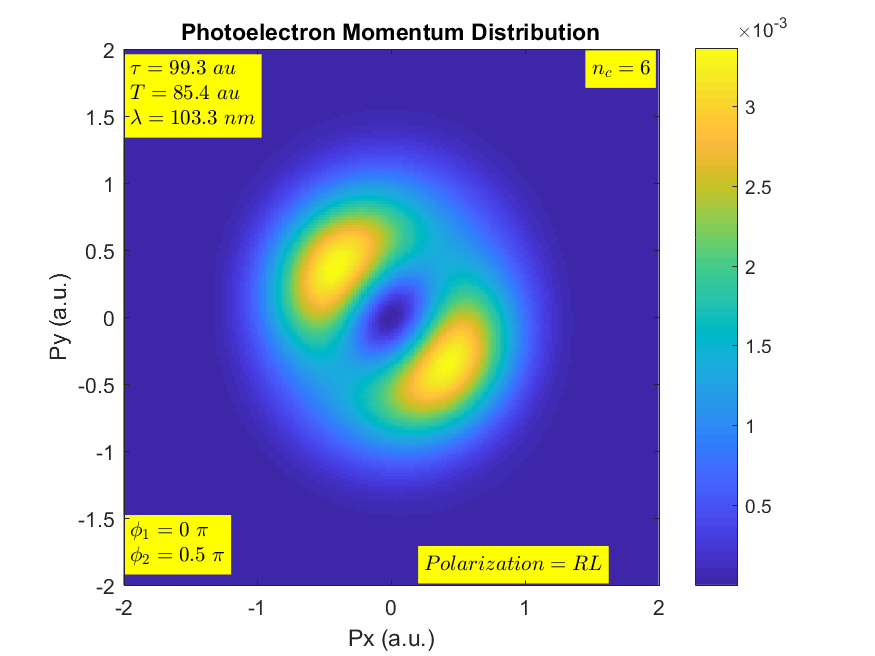 Photoelectron Momentum Distribution
×10⁻³
τ = 99.3 au
T = 85.4 au
λ = 103.3 nm
n_c = 6
2
1.5
1
0.5
0
-0.5
-1
-1.5
-2
Py (a.u.)
3
2.5
2
1.5
1
0.5
ϕ₁ = 0 π
ϕ₂ = 0.5 π
Polarization = RL
-2
-1
0
1
2
Px (a.u.)